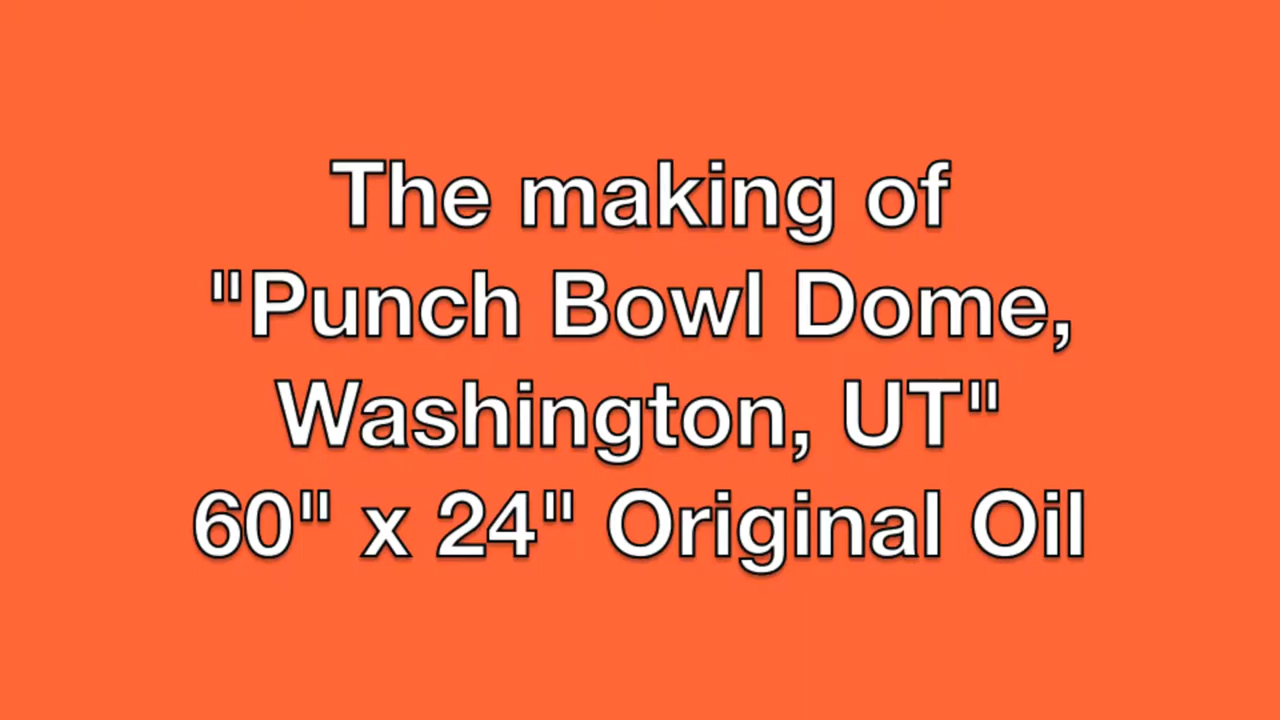 The making of
"Punch Bowl Dome,
Washington, UT"
60" x 24" Original Oil